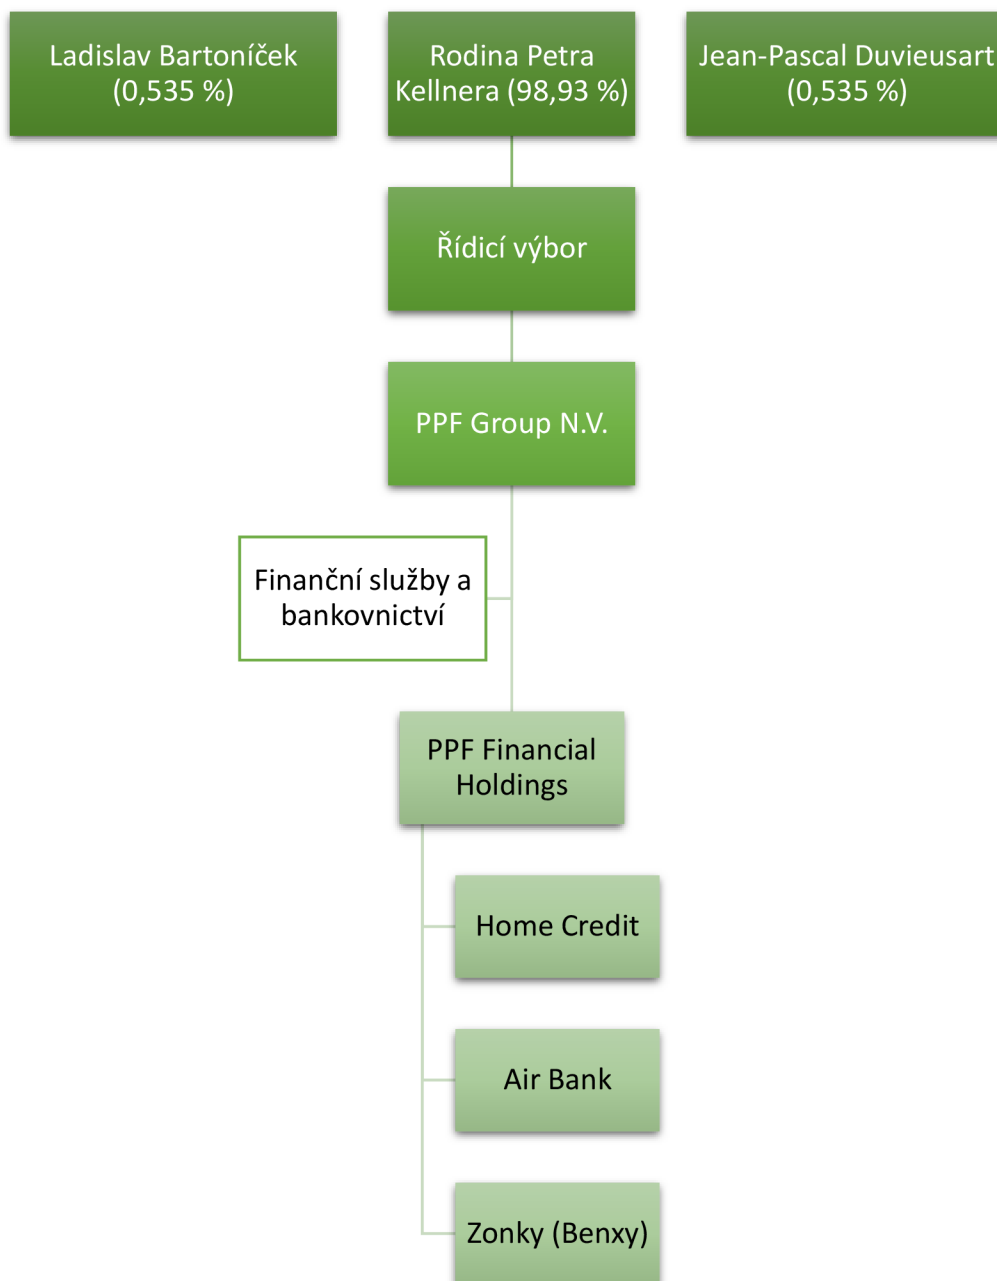 Ladislav Bartoníček
(0,535 %)
Rodina Petra
Kellnera (98,93 %)
Jean-Pascal Duvieusart
(0,535 %)
Řídicí výbor
PPF Group N.V.
Finanční služby a
bankovnictví
PPF Financial
Holdings
Home Credit
Air Bank
Zonky (Benxy)